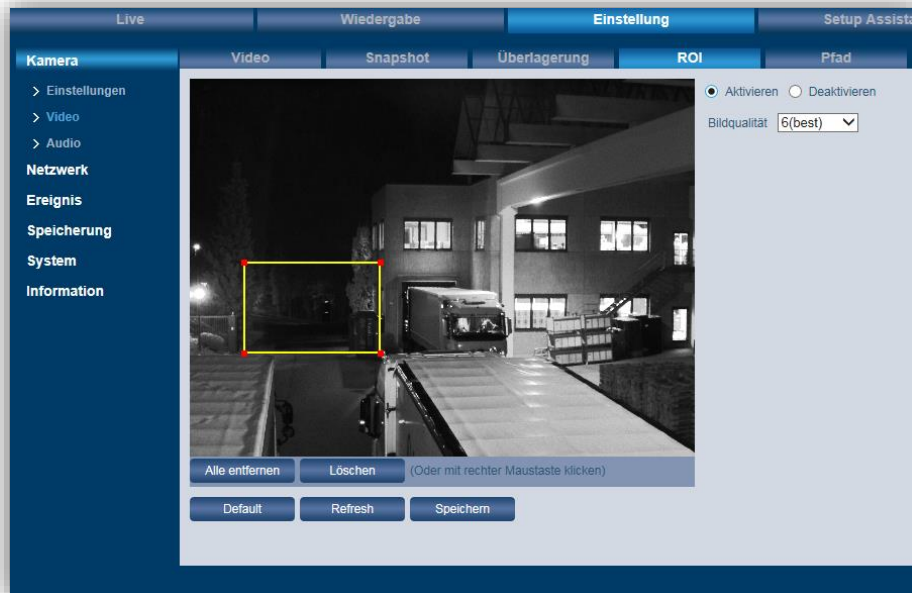 Live Wiedergabe Einstellung Setup Assista
Kamera Video Snapshot Überlagerung ROI Pfad
> Einstellungen
> Video
> Audio
Netzwerk
Ereignis
Speicherung
System
Information
Aktivieren Deaktivieren
Bildqualität 6(best)
Alle entfernen Löschen (Oder mit rechter Maustaste klicken)
Default Refresh Speichern